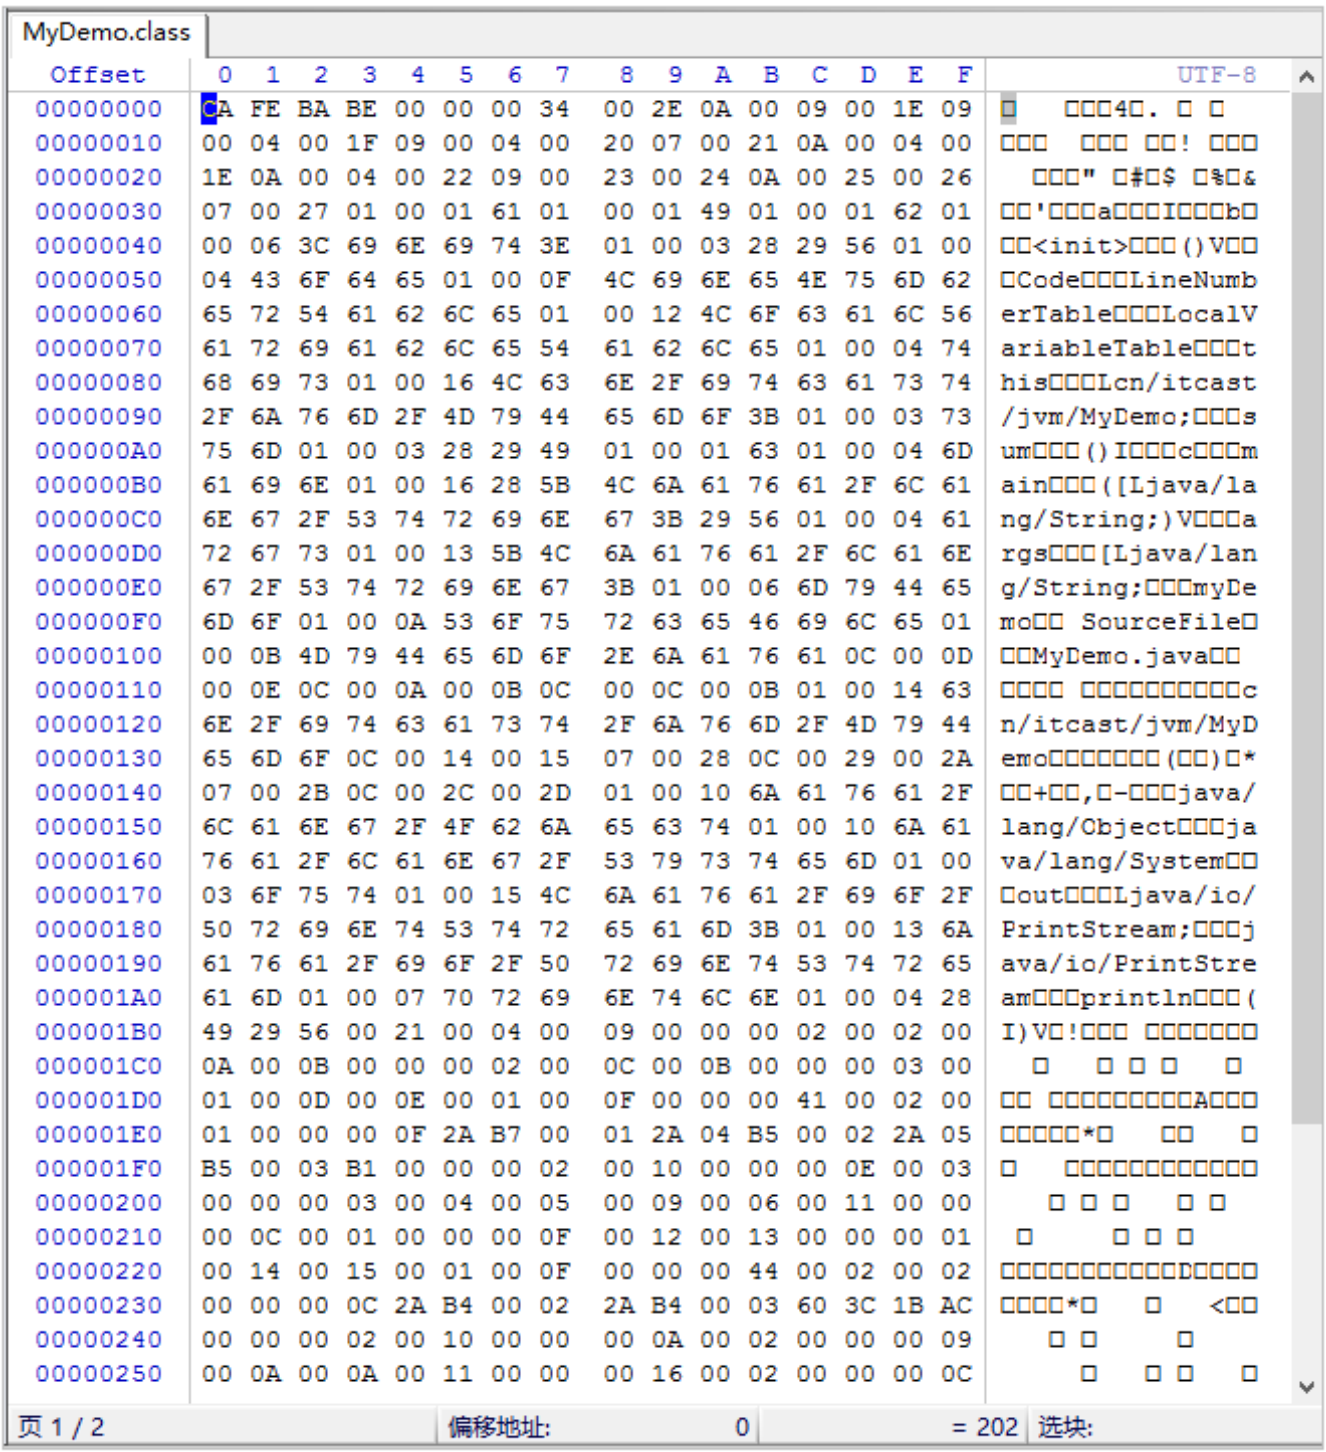 MyDemo.class
Offset 0 1 2 3 4 5 6 7 8 9 A B C D E F UTF-8
00000000 CA FE BA BE 00 00 00 34 00 2E 0A 00 09 00 1E 09 □ □□□4□. □ □
00000010 00 04 00 1F 09 00 04 00 20 07 00 21 0A 00 04 00 □□□ □□□ □□! □□□
00000020 1E 0A 00 04 00 22 09 00 23 00 24 0A 00 25 00 26 □□□" □#□$ □%□&
00000030 07 00 27 01 00 01 61 01 00 01 49 01 00 01 62 01 □□'□□□a□□□I□□□b□
00000040 00 06 3C 69 6E 69 74 3E 01 00 03 28 29 56 01 00 □□<init>□□□()V□□
00000050 04 43 6F 64 65 01 00 0F 4C 69 6E 65 4E 75 6D 62 □Code□□□LineNumb
00000060 65 72 54 61 62 6C 65 01 00 12 4C 6F 63 61 6C 56 erTable□□□LocalV
00000070 61 72 69 61 62 6C 65 54 61 62 6C 65 01 00 04 74 ariableTable□□□t
00000080 68 69 73 01 00 16 4C 63 6E 2F 69 74 63 61 73 74 his□□□Lcn/itcast
00000090 2F 6A 76 6D 2F 4D 79 44 65 6D 6F 3B 01 00 03 73 /jvm/MyDemo;□□□s
000000A0 75 6D 01 00 03 28 29 49 01 00 01 63 01 00 04 6D um□□□()I□□□c□□□m
000000B0 61 69 6E 01 00 16 28 5B 4C 6A 61 76 61 2F 6C 61 ain□□□([Ljava/la
000000C0 6E 67 2F 53 74 72 69 6E 67 3B 29 56 01 00 04 61 ng/String;)V□□□a
000000D0 72 67 73 01 00 13 5B 4C 6A 61 76 61 2F 6C 61 6E rgs□□□[Ljava/lan
000000E0 67 2F 53 74 72 69 6E 67 3B 01 00 06 6D 79 44 65 g/String;□□□myDe
000000F0 6D 6F 01 00 0A 53 6F 75 72 63 65 46 69 6C 65 01 mo□□ SourceFile□
00000100 00 0B 4D 79 44 65 6D 6F 2E 6A 61 76 61 0C 00 0D □□MyDemo.java□□
00000110 00 0E 0C 00 0A 00 0B 0C 00 0C 00 0B 01 00 14 63 □□□□ □□□□□□□□□□c
00000120 6E 2F 69 74 63 61 73 74 2F 6A 76 6D 2F 4D 79 44 n/itcast/jvm/MyD
00000130 65 6D 6F 0C 00 14 00 15 07 00 28 0C 00 29 00 2A emo□□□□□□□(□□)□*
00000140 07 00 2B 0C 00 2C 00 2D 01 00 10 6A 61 76 61 2F □□+□□,□-□□□java/
00000150 6C 61 6E 67 2F 4F 62 6A 65 63 74 01 00 10 6A 61 lang/Object□□□ja
00000160 76 61 2F 6C 61 6E 67 2F 53 79 73 74 65 6D 01 00 va/lang/System□□
00000170 03 6F 75 74 01 00 15 4C 6A 61 76 61 2F 69 6F 2F □out□□□Ljava/io/
00000180 50 72 69 6E 74 53 74 72 65 61 6D 3B 01 00 13 6A PrintStream;□□□j
00000190 61 76 61 2F 69 6F 2F 50 72 69 6E 74 53 74 72 65 ava/io/PrintStre
000001A0 61 6D 01 00 07 70 72 69 6E 74 6C 6E 01 00 04 28 am□□□println□□□(
000001B0 49 29 56 00 21 00 04 00 09 00 00 00 02 00 02 00 I)V□!□□□ □□□□□□□
000001C0 0A 00 0B 00 00 00 02 00 0C 00 0B 00 00 00 03 00 □ □□□ □
000001D0 01 00 0D 00 0E 00 01 00 0F 00 00 00 41 00 02 00 □□ □□□□□□□□□A□□□
000001E0 01 00 00 00 0F 2A B7 00 01 2A 04 B5 00 02 2A 05 □□□□□*□ □□ □
000001F0 B5 00 03 B1 00 00 00 02 00 10 00 00 00 0E 00 03 □ □□□□□□□□□□□□
00000200 00 00 00 03 00 04 00 05 00 09 00 06 00 11 00 00 □□□ □□
00000210 00 0C 00 01 00 00 00 0F 00 12 00 13 00 00 00 01 □ □□□
00000220 00 14 00 15 00 01 00 0F 00 00 00 44 00 02 00 02 □□□□□□□□□□□D□□□□
00000230 00 00 00 0C 2A B4 00 02 2A B4 00 03 60 3C 1B AC □□□□*□ □ <□□
00000240 00 00 00 02 00 10 00 00 00 0A 00 02 00 00 00 09 □□ □
00000250 00 0A 00 0A 00 11 00 00 00 16 00 02 00 00 00 0C □ □□ □
页 1 / 2 偏移地址: 0 = 202 选块: